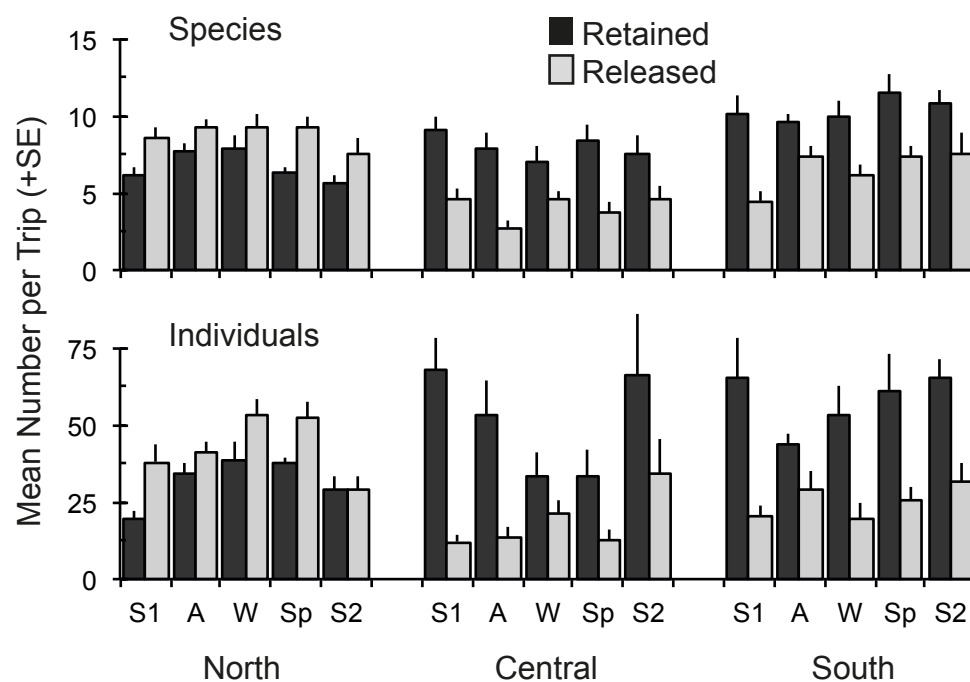 Species
Retained
Released
15
10
5
0
Mean Number per Trip (+SE)
Individuals
75
50
25
0
S1 A W Sp S2 S1 A W Sp S2 S1 A W Sp S2
North Central South